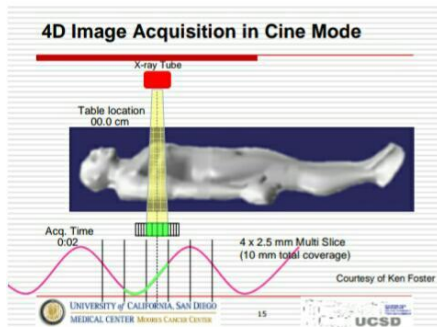 4D Image Acquisition in Cine Mode
X-ray Tube
Table location
00.0 cm
Acq. Time
0:02
4 x 2.5 mm Multi Slice
(10 mm total coverage)
Courtesy of Ken Foster
UNIVERSITY of CALIFORNIA, SAN DIEGO
MEDICAL CENTER MOORES CANCER CENTER
15
UCSD